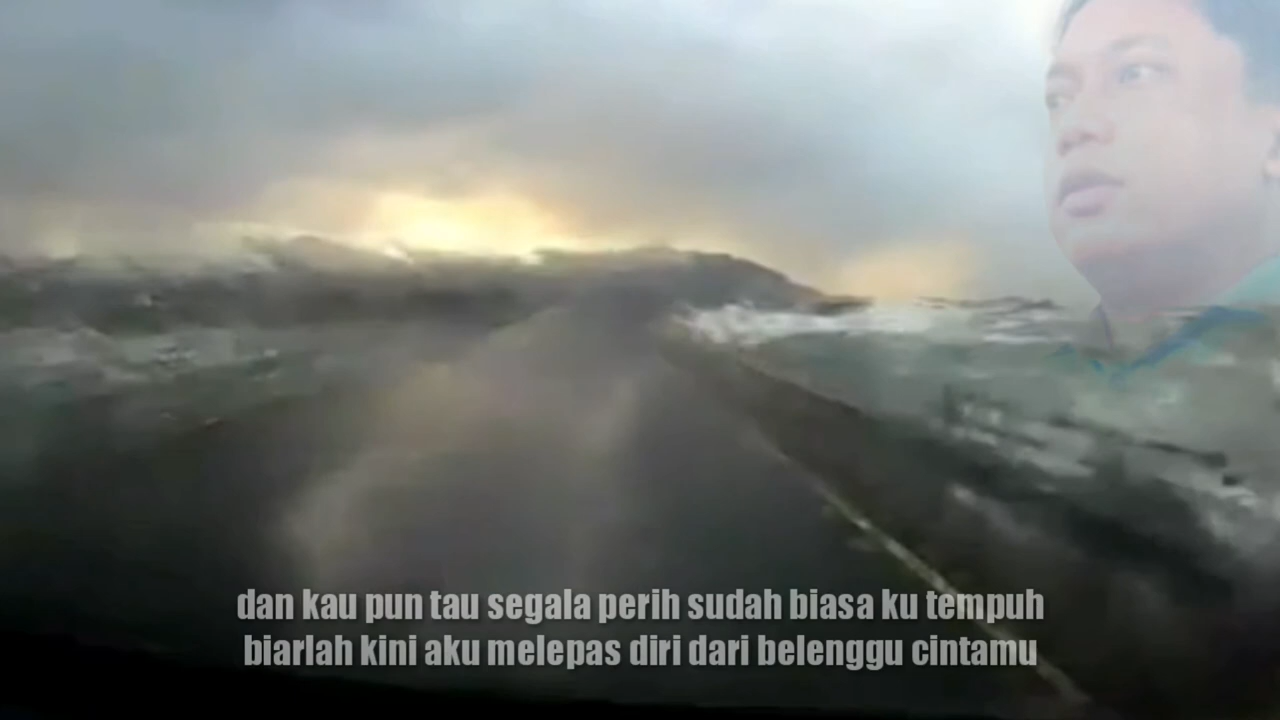 dan kau pun tau segala perih sudah biasa ku tempuh
biarlah kini aku melepas diri dari belenggu cintamu